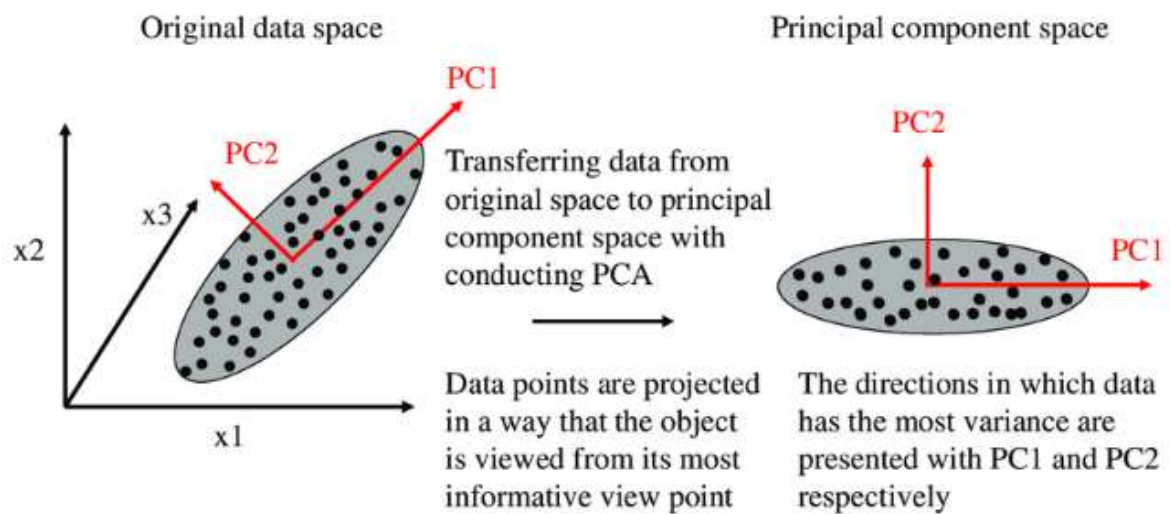 Original data space
Principal component space
PC1
PC2
x3
x2
x1
Transferring data from
original space to principal
component space with
conducting PCA
Data points are projected
in a way that the object
is viewed from its most
informative view point
PC2
PC1
The directions in which data
has the most variance are
presented with PC1 and PC2
respectively